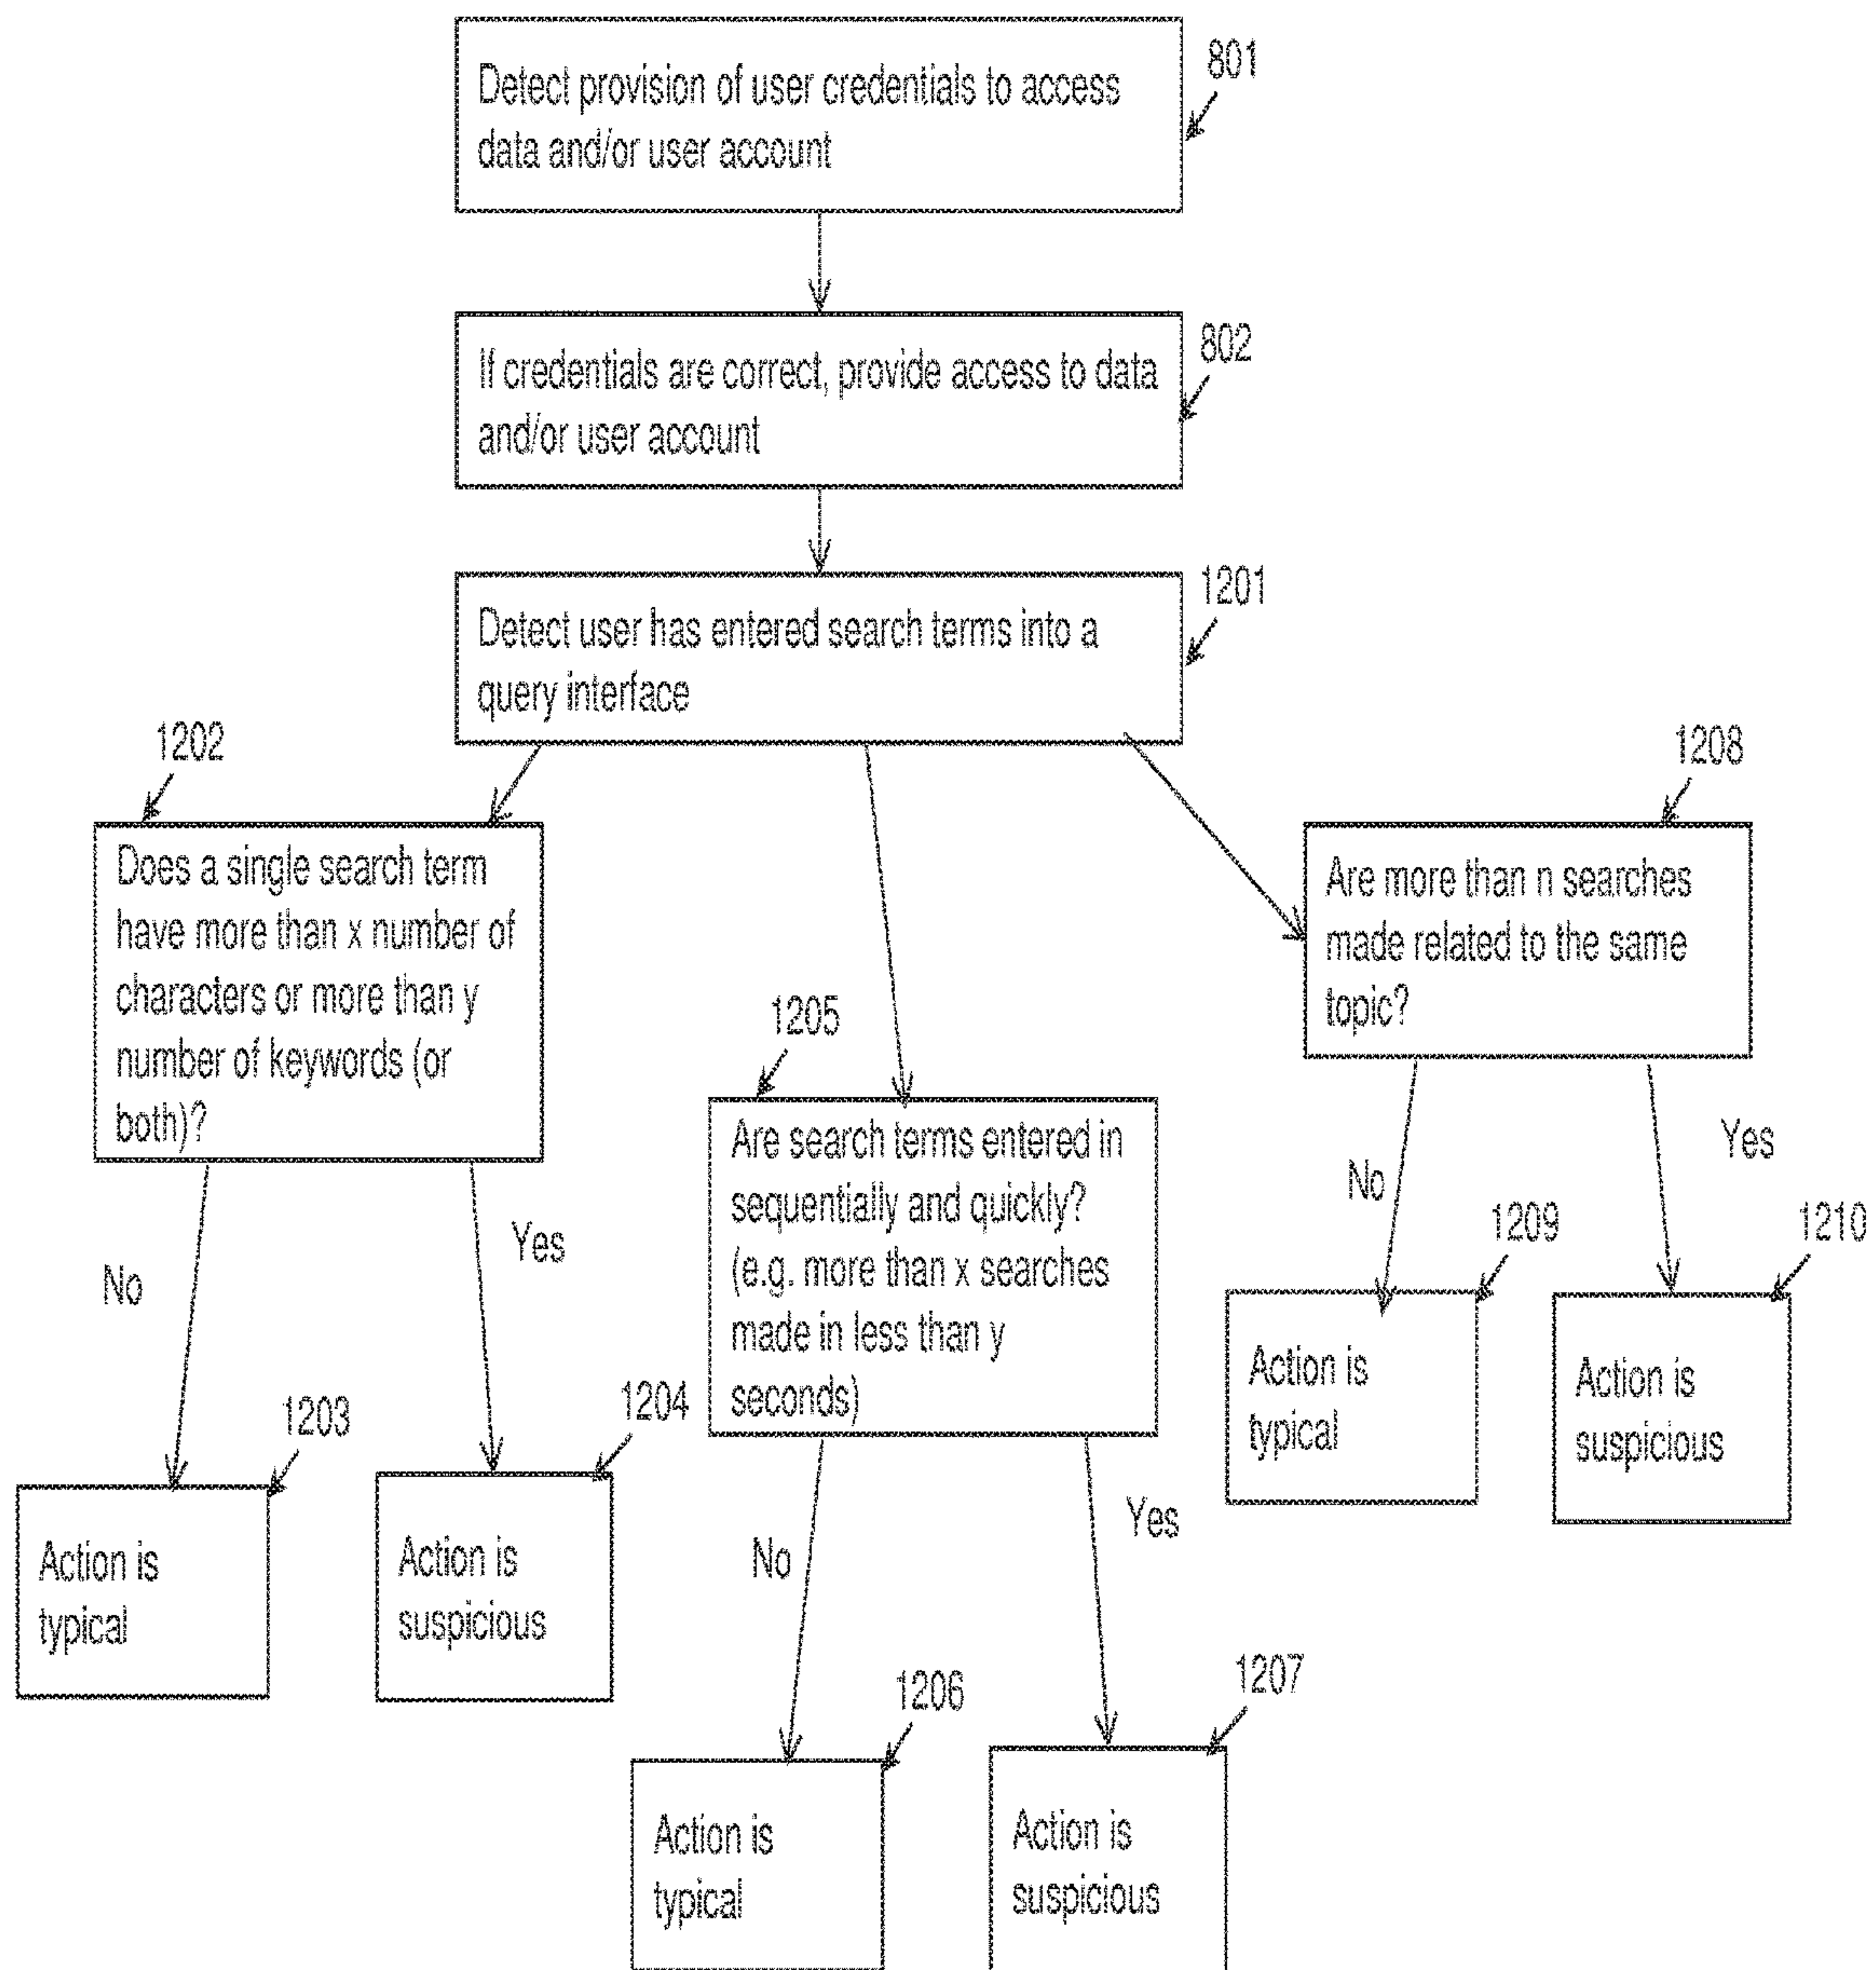 Detect provision of user credentials to access
data and/or user account
801
If credentials are correct, provide access to data
and/or user account
802
Detect user has entered search terms into a
query interface
1201
1202
Does a single search term
have more than x number of
characters or more than y
number of keywords (or
both)?
1208
Are more than n searches
made related to the same
topic?
1205
Are search terms entered in
sequentially and quickly?
(e.g. more than x searches
made in less than y
seconds)
No
Yes
1209
1210
Action is
typical
Action is
suspicious
No
Yes
1203
1204
Action is
typical
Action is
suspicious
No
Yes
1206
1207
Action is
typical
Action is
suspicious